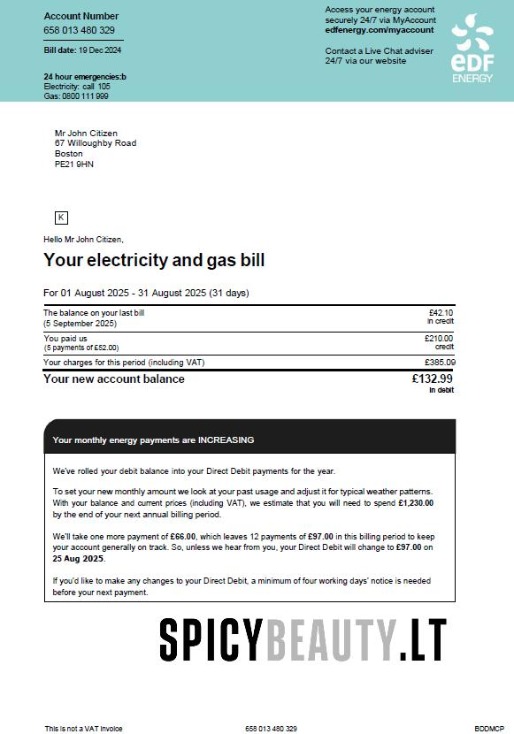 Account Number
658 013 480 329
Bill date: 19 Dec 2024
24 hour emergencies:b
Electricity: call 105
Gas: 0800 111 999
Access your energy account
securely 24/7 via MyAccount
edfenergy.com/myaccount
Contact a Live Chat adviser
24/7 via our website
eDF
ENERGY
Mr John Citizen
67 Willoughby Road
Boston
PE21 9HN
K
Hello Mr John Citizen,
Your electricity and gas bill
For 01 August 2025 - 31 August 2025 (31 days)
The balance on your last bill £42.10
(5 September 2025) in credit
You paid us £210.00
(5 payments of £52.00) credit
Your charges for this period (including VAT) £385.09
Your new account balance £132.99
in debit
Your monthly energy payments are INCREASING
We've rolled your debit balance into your Direct Debit payments for the year.
To set your new monthly amount we look at your past usage and adjust it for typical weather patterns.
With your balance and current prices (including VAT), we estimate that you will need to spend £1,230.00
by the end of your next annual billing period.
We'll take one more payment of £66.00, which leaves 12 payments of £97.00 in this billing period to keep
your account generally on track. So, unless we hear from you, your Direct Debit will change to £97.00 on
25 Aug 2025.
If you'd like to make any changes to your Direct Debit, a minimum of four working days' notice is needed
before your next payment.
SPICYBEAUTY.LT
This is not a VAT invoice 658 013 480 329 BODMCP